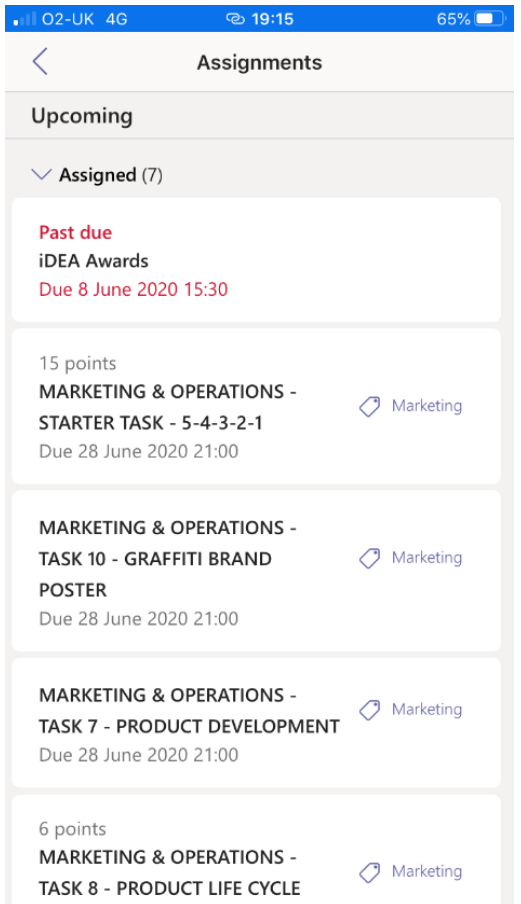 O2-UK 4G 19:15 65%
Assignments
Upcoming
Assigned (7)
Past due
iDEA Awards
Due 8 June 2020 15:30
15 points
MARKETING & OPERATIONS -
STARTER TASK - 5-4-3-2-1
Marketing
Due 28 June 2020 21:00
MARKETING & OPERATIONS -
TASK 10 - GRAFFITI BRAND
POSTER
Marketing
Due 28 June 2020 21:00
MARKETING & OPERATIONS -
TASK 7 - PRODUCT DEVELOPMENT
Marketing
Due 28 June 2020 21:00
6 points
MARKETING & OPERATIONS -
TASK 8 - PRODUCT LIFE CYCLE
Marketing